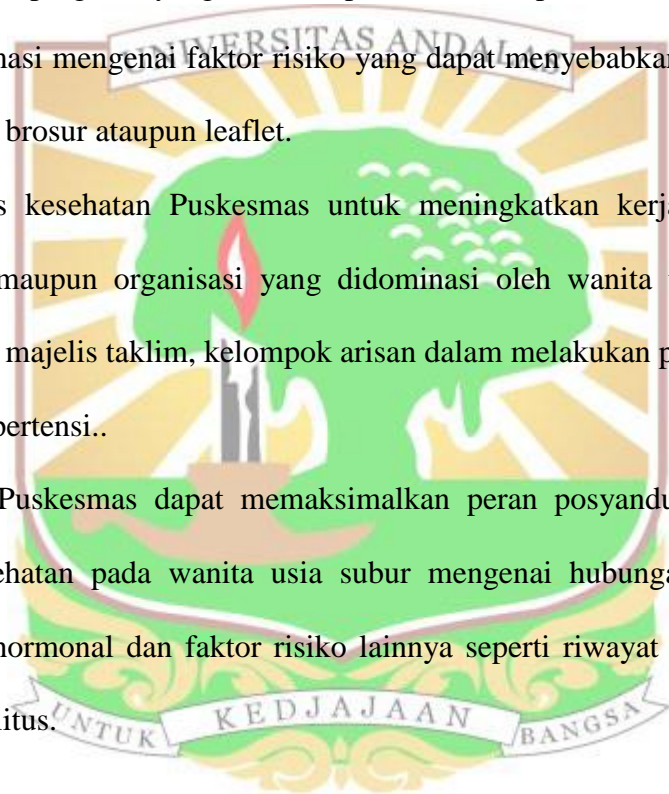 UNIVERSITAS ANDALAS
masi mengenai faktor risiko yang dapat menyebabkan
brosur ataupun leaflet.
s kesehatan Puskesmas untuk meningkatkan kerja
maupun organisasi yang didominasi oleh wanita
majelis taklim, kelompok arisan dalam melakukan p
pertensi..
Puskesmas dapat memaksimalkan peran posyandu
ehatan pada wanita usia subur mengenai hubunga
hormonal dan faktor risiko lainnya seperti riwayat
litus.
UNTUK KEDJAJAAN BANGSA